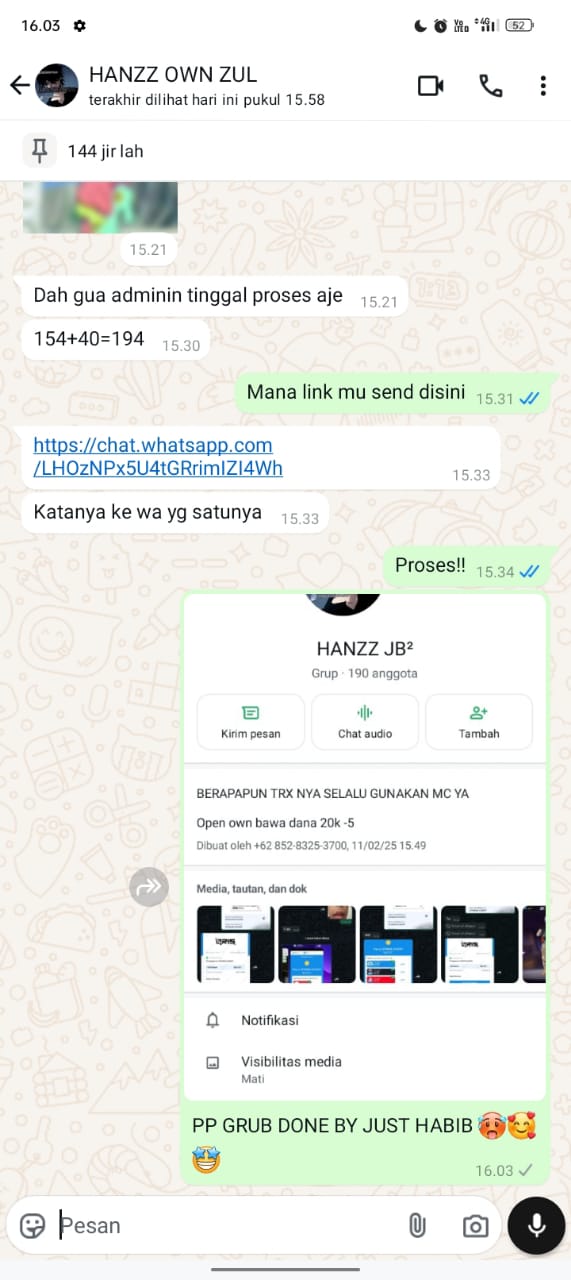 16.03
Vo
LTE
4G
52
HANZZ OWN ZUL
terakhir dilihat hari ini pukul 15.58
144 jir lah
15.21
Dah gua adminin tinggal proses aje 15.21
154+40=194 15.30
Mana link mu send disini 15.31
https://chat.whatsapp.com
/LHOzNPx5U4tGRrimIZI4Wh 15.33
Katanya ke wa yg satunya 15.33
Proses!! 15.34
HANZZ JB²
Grup · 190 anggota
Kirim pesan Chat audio Tambah
BERAPAPUN TRX NYA SELALU GUNAKAN MC YA
Open own bawa dana 20k -5
Dibuat oleh +62 852-8325-3700, 11/02/25 15.49
Media, tautan, dan dok
Notifikasi
Visibilitas media
Mati
PP GRUB DONE BY JUST HABIB 🥵🥰
🤩 16.03
Pesan